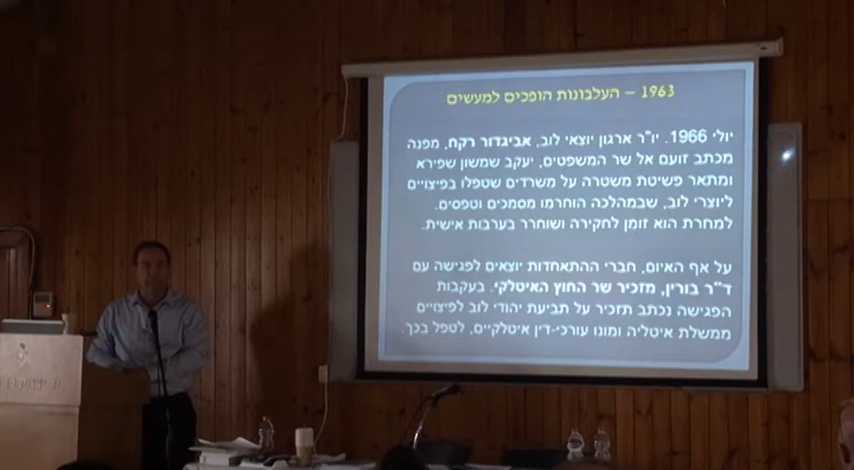 1963 – העלבונות הופכים למעשים
יולי 1966. יו"ר ארגון יוצאי לוב, אביגדור רקח, מפנה
מכתב זועם אל שר המשפטים, יעקב שמשון שפירא
ומתאר פשיטת משטרה על משרדים שטפלו בפיצויים
ליוצרי לוב, שבמהלכה הוחרמו מסמכים וטפסים.
למחרת הוא זומן לחקירה ושוחרר בערבות אישית.
על אף האיום, חברי ההתאחדות יוצאים לפגישה עם
ד"ר בורין, מזכיר שר החוץ האיטלקי. בעקבות
הפגישה נכתב תזכיר על תביעת יהודי לוב לפיצויים
ממשלת איטליה ומונו עורכי-דין איטלקיים, לטפל בכך.